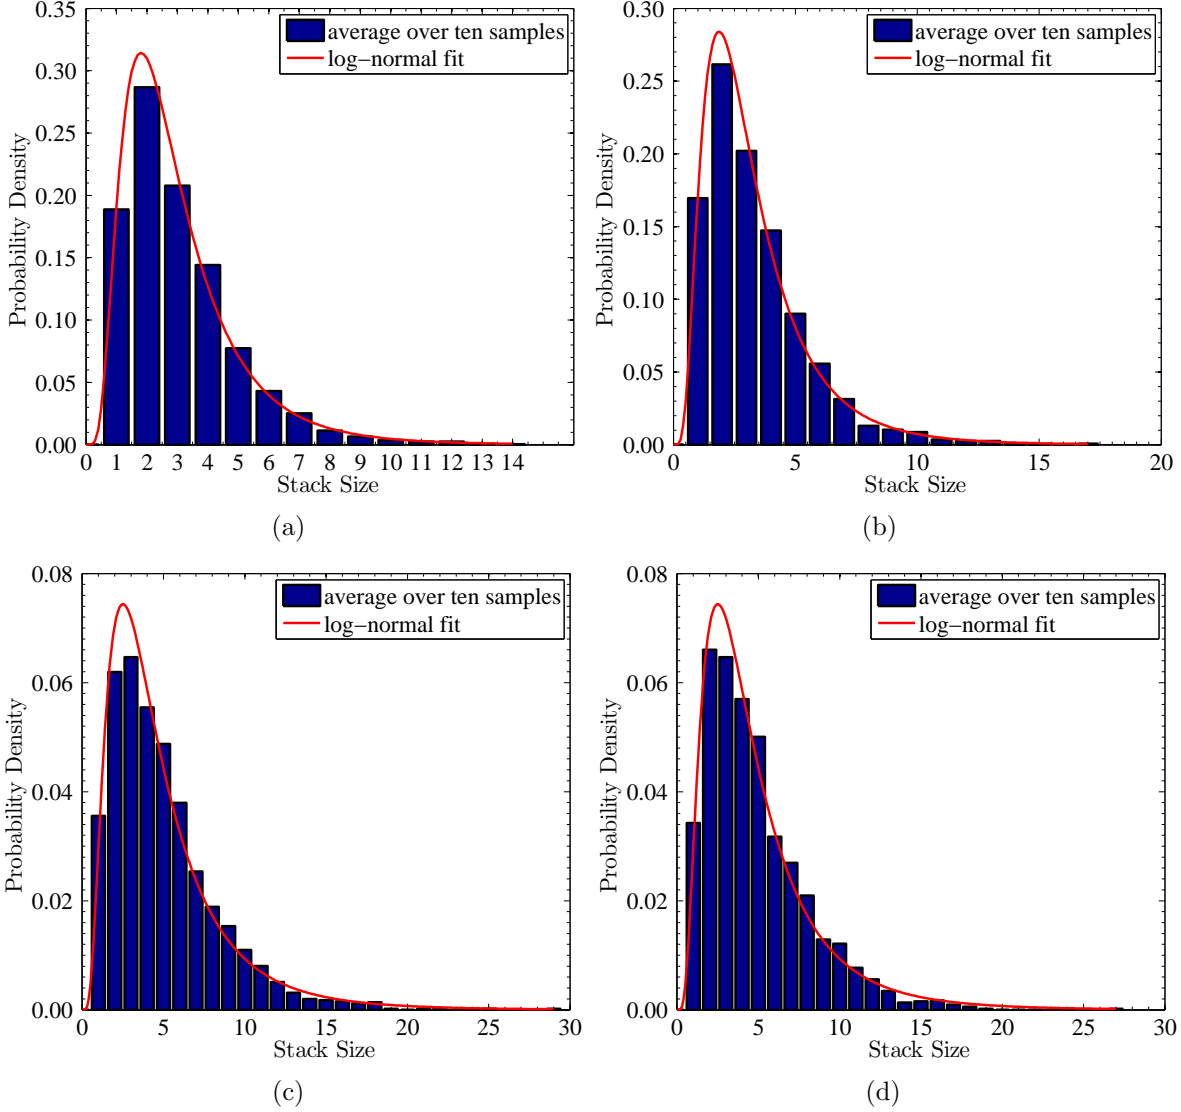 0.35
0.30
0.25
0.20
0.15
0.10
0.05
0.00
Probability Density
average over ten samples
log−normal fit
0 1 2 3 4 5 6 7 8 9 10 11 12 13 14
Stack Size
(a)
0.30
0.25
0.20
0.15
0.10
0.05
0.00
Probability Density
average over ten samples
log−normal fit
0 5 10 15 20
Stack Size
(b)
0.08
0.06
0.04
0.02
0.00
Probability Density
average over ten samples
log−normal fit
0 5 10 15 20 25 30
Stack Size
(c)
0.08
0.06
0.04
0.02
0.00
Probability Density
average over ten samples
log−normal fit
0 5 10 15 20 25 30
Stack Size
(d)